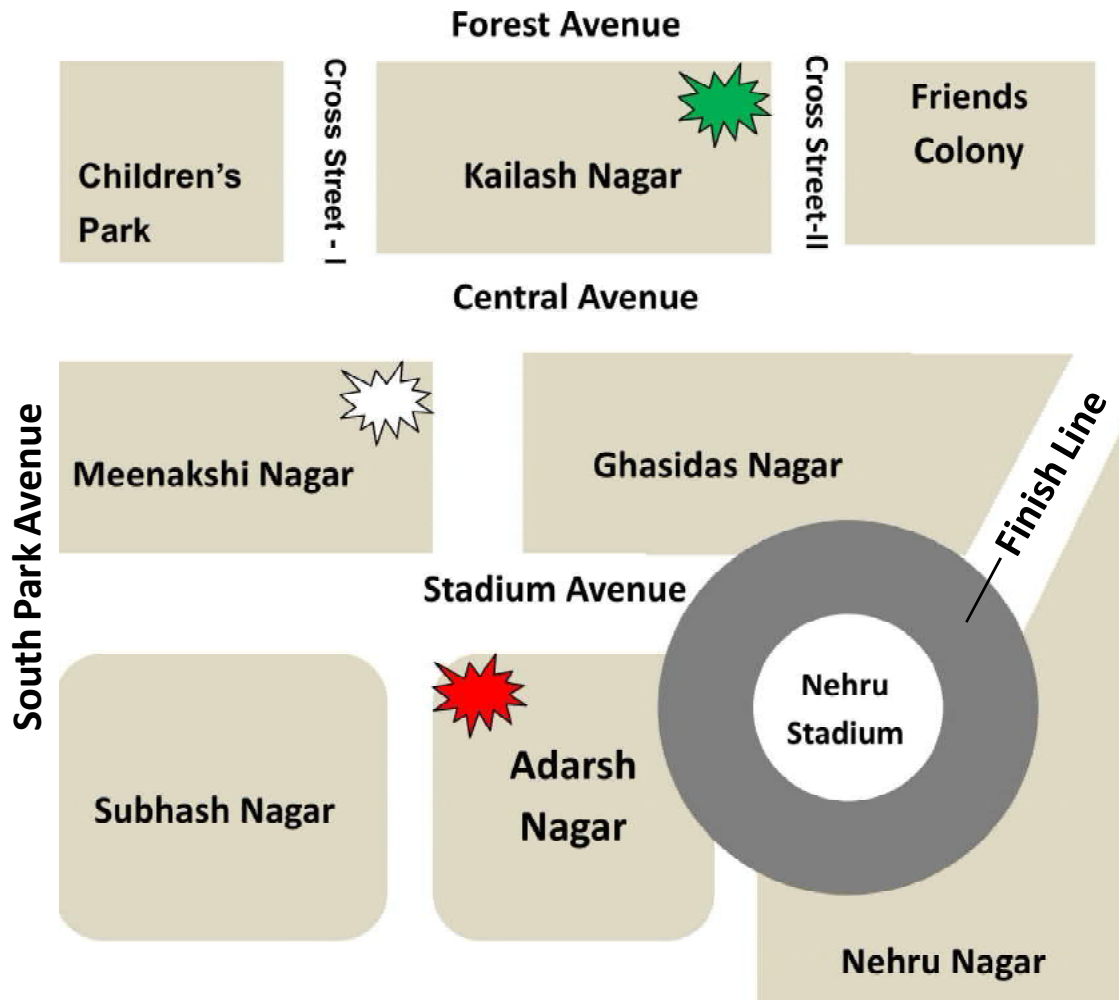 Forest Avenue
Children's
Park
Cross Street - I
Kailash Nagar
Cross Street-II
Friends
Colony
Central Avenue
South Park Avenue
Meenakshi Nagar
Ghasidas Nagar
Finish Line
Stadium Avenue
Subhash Nagar
Adarsh
Nagar
Nehru
Stadium
Nehru Nagar